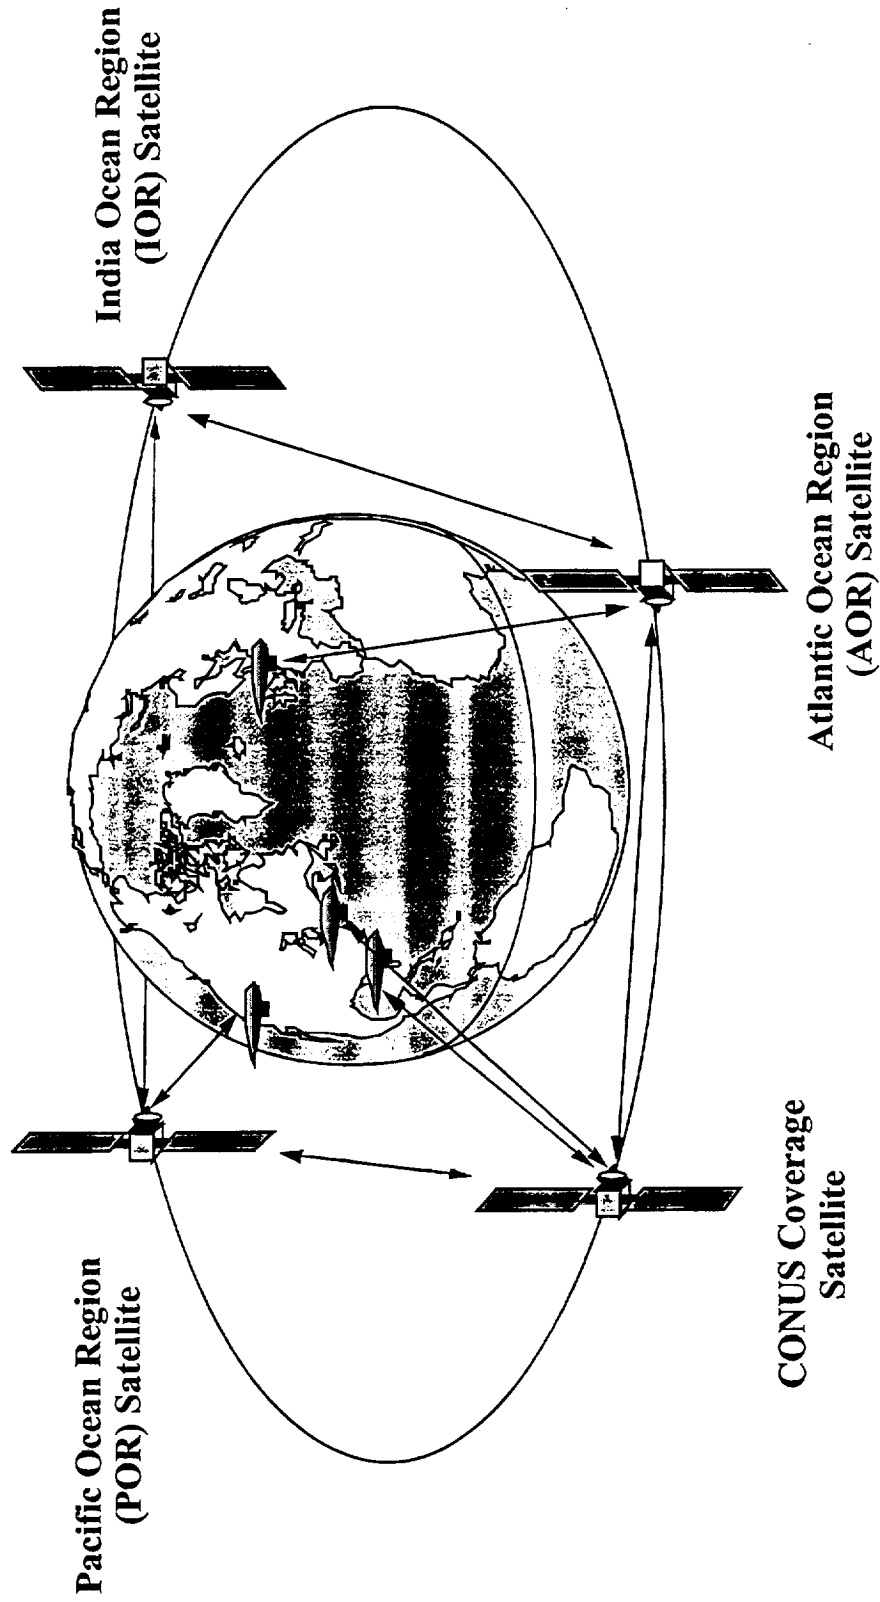 Pacific Ocean Region
(POR) Satellite
India Ocean Region
(IOR) Satellite
CONUS Coverage
Satellite
Atlantic Ocean Region
(AOR) Satellite